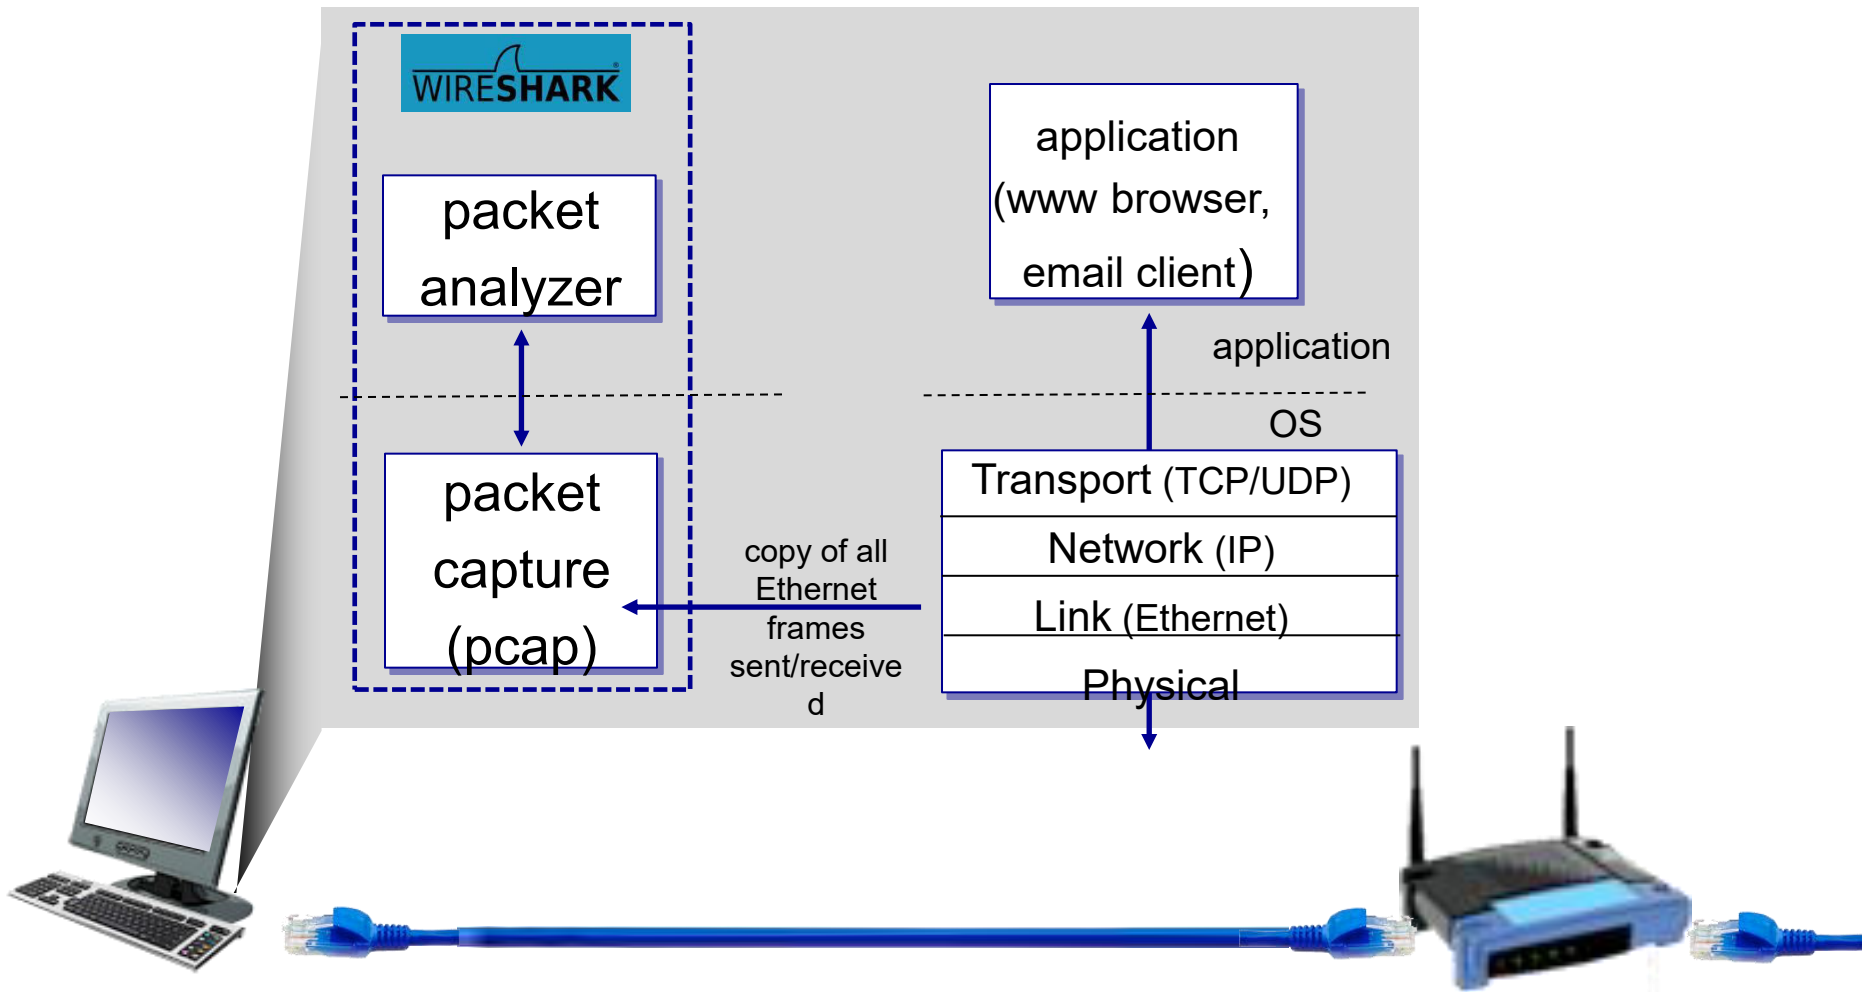 WIRESHARK
packet
analyzer
packet
capture
(pcap)
copy of all
Ethernet
frames
sent/receive
d
application
(www browser,
email client)
application
OS
Transport (TCP/UDP)
Network (IP)
Link (Ethernet)
Physical